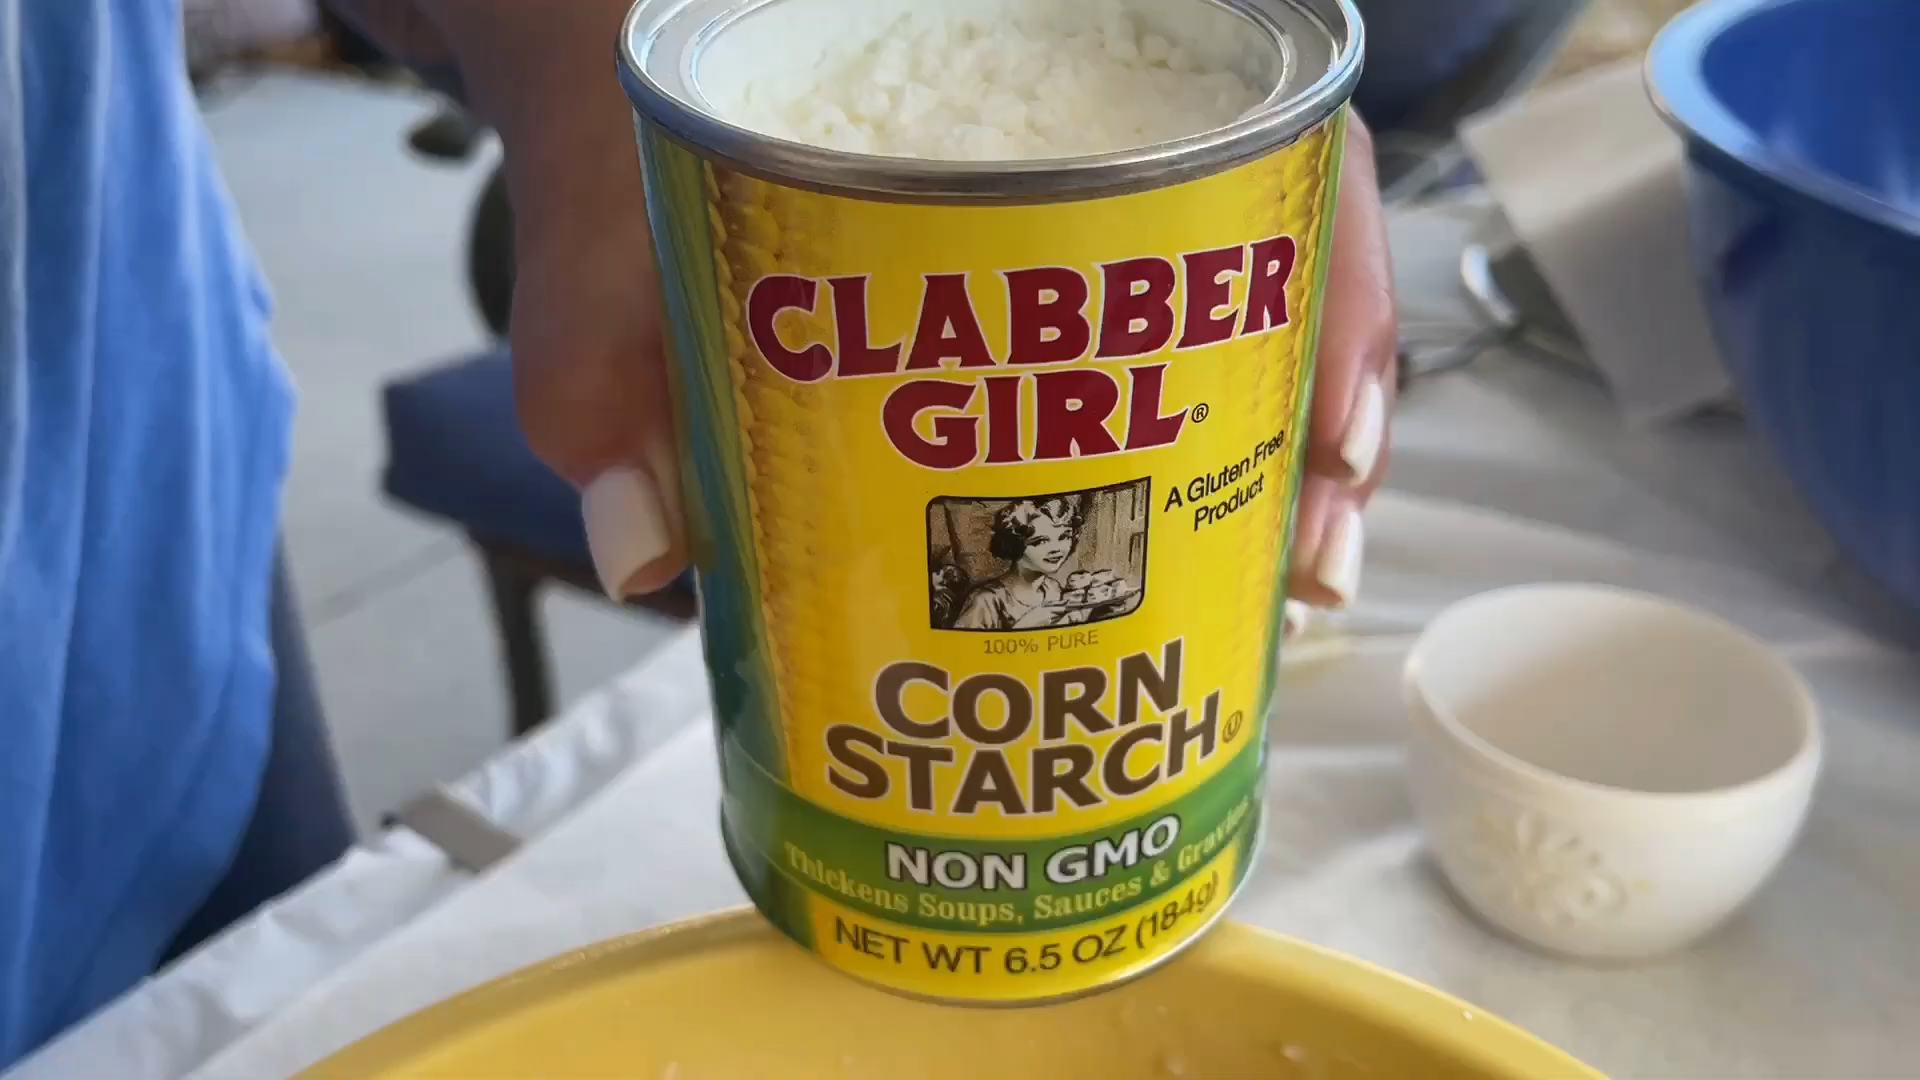 CLABBER
GIRL®
A Gluten Free
Product
100% PURE
CORN
STARCH Ⓤ
NON GMO
Thickens Soups, Sauces & Gravies
NET WT 6.5 OZ (184g)